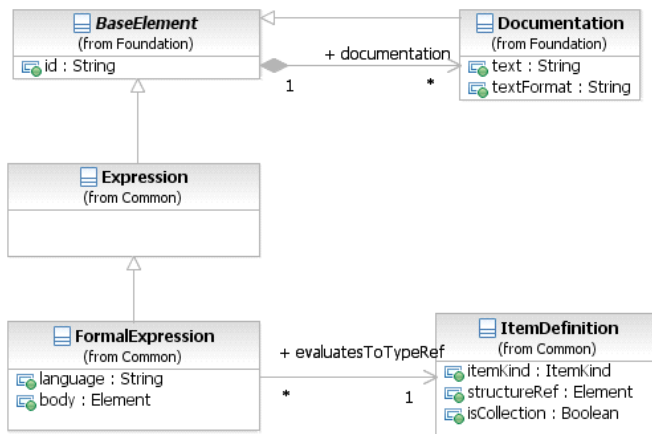 BaseElement
(from Foundation)
id : String
Documentation
(from Foundation)
text : String
textFormat : String
+ documentation
1
*
Expression
(from Common)
FormalExpression
(from Common)
language : String
body : Element
+ evaluatesToTypeRef
*
1
ItemDefinition
(from Common)
itemKind : ItemKind
structureRef : Element
isCollection : Boolean